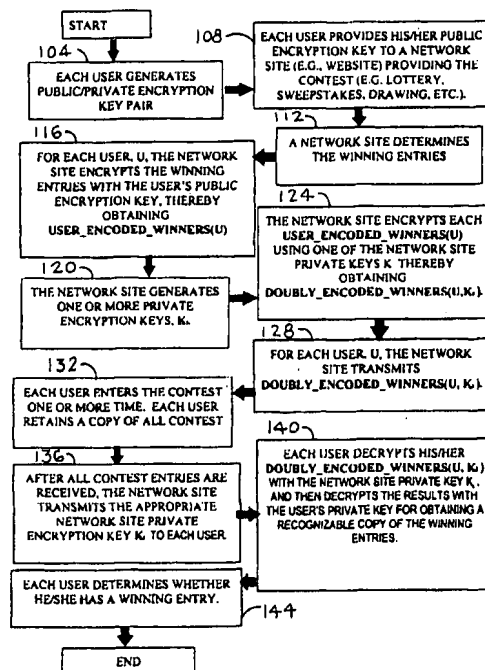 START
104
EACH USER GENERATES
PUBLIC/PRIVATE ENCRYPTION
KEY PAIR
108
EACH USER PROVIDES HIS/HER PUBLIC
ENCRYPTION KEY TO A NETWORK
SITE (E.G., WEBSITE) PROVIDING
THE CONTEST (E.G. LOTTERY,
SWEEPSTAKES, DRAWING, ETC.).
112
A NETWORK SITE DETERMINES
THE WINNING ENTRIES
116
FOR EACH USER, U, THE NETWORK
SITE ENCRYPTS THE WINNING
ENTRIES WITH THE USER'S PUBLIC
ENCRYPTION KEY, THEREBY
OBTAINING
USER_ENCODED_WINNERS(U)
120
THE NETWORK SITE GENERATES
ONE OR MORE PRIVATE
ENCRYPTION KEYS,
124
THE NETWORK SITE ENCRYPTS EACH
USER_ENCODED_WINNERS(U)
USING ONE OF THE NETWORK SITE
PRIVATE KEYS K THEREBY
OBTAINING
DOUBLY_ENCODED_WINNERS(U,
128
FOR EACH USER, U, THE NETWORK
SITE TRANSMITS
DOUBLY_ENCODED_WINNERS(U,
132
EACH USER ENTERS THE CONTEST
ONE OR MORE TIME. EACH USER
RETAINS A COPY OF ALL CONTEST
136
AFTER ALL CONTEST ENTRIES ARE
RECEIVED, THE NETWORK SITE
TRANSMITS THE APPROPRIATE
NETWORK SITE PRIVATE
ENCRYPTION KEY TO EACH USER.
140
EACH USER DECRYPTS HIS/HER
DOUBLY_ENCODED_WINNERS(U,
WITH THE NETWORK SITE PRIVATE KEY
AND THEN DECRYPTS THE RESULTS WITH
THE USER'S PRIVATE KEY FOR OBTAINING A
RECOGNIZABLE COPY OF THE WINNING
ENTRIES.
EACH USER DETERMINES WHETHER
HE/SHE HAS A WINNING ENTRY.
144
END